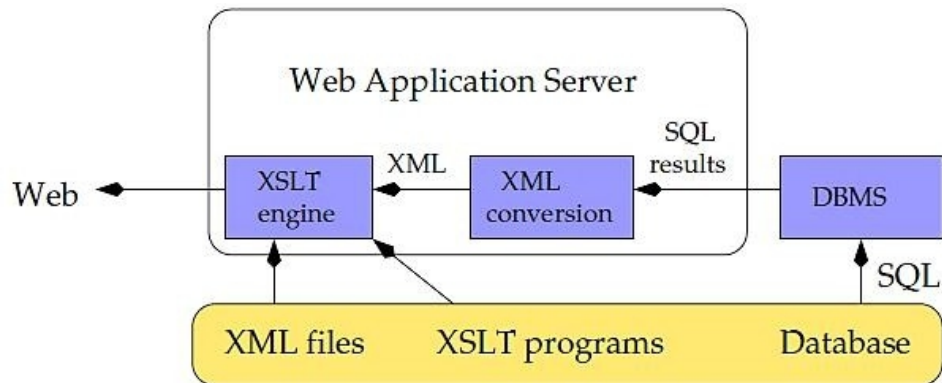 Web Application Server
SQL
results
XML
Web
XSLT
engine
XML
conversion
DBMS
SQL
XML files
XSLT programs
Database